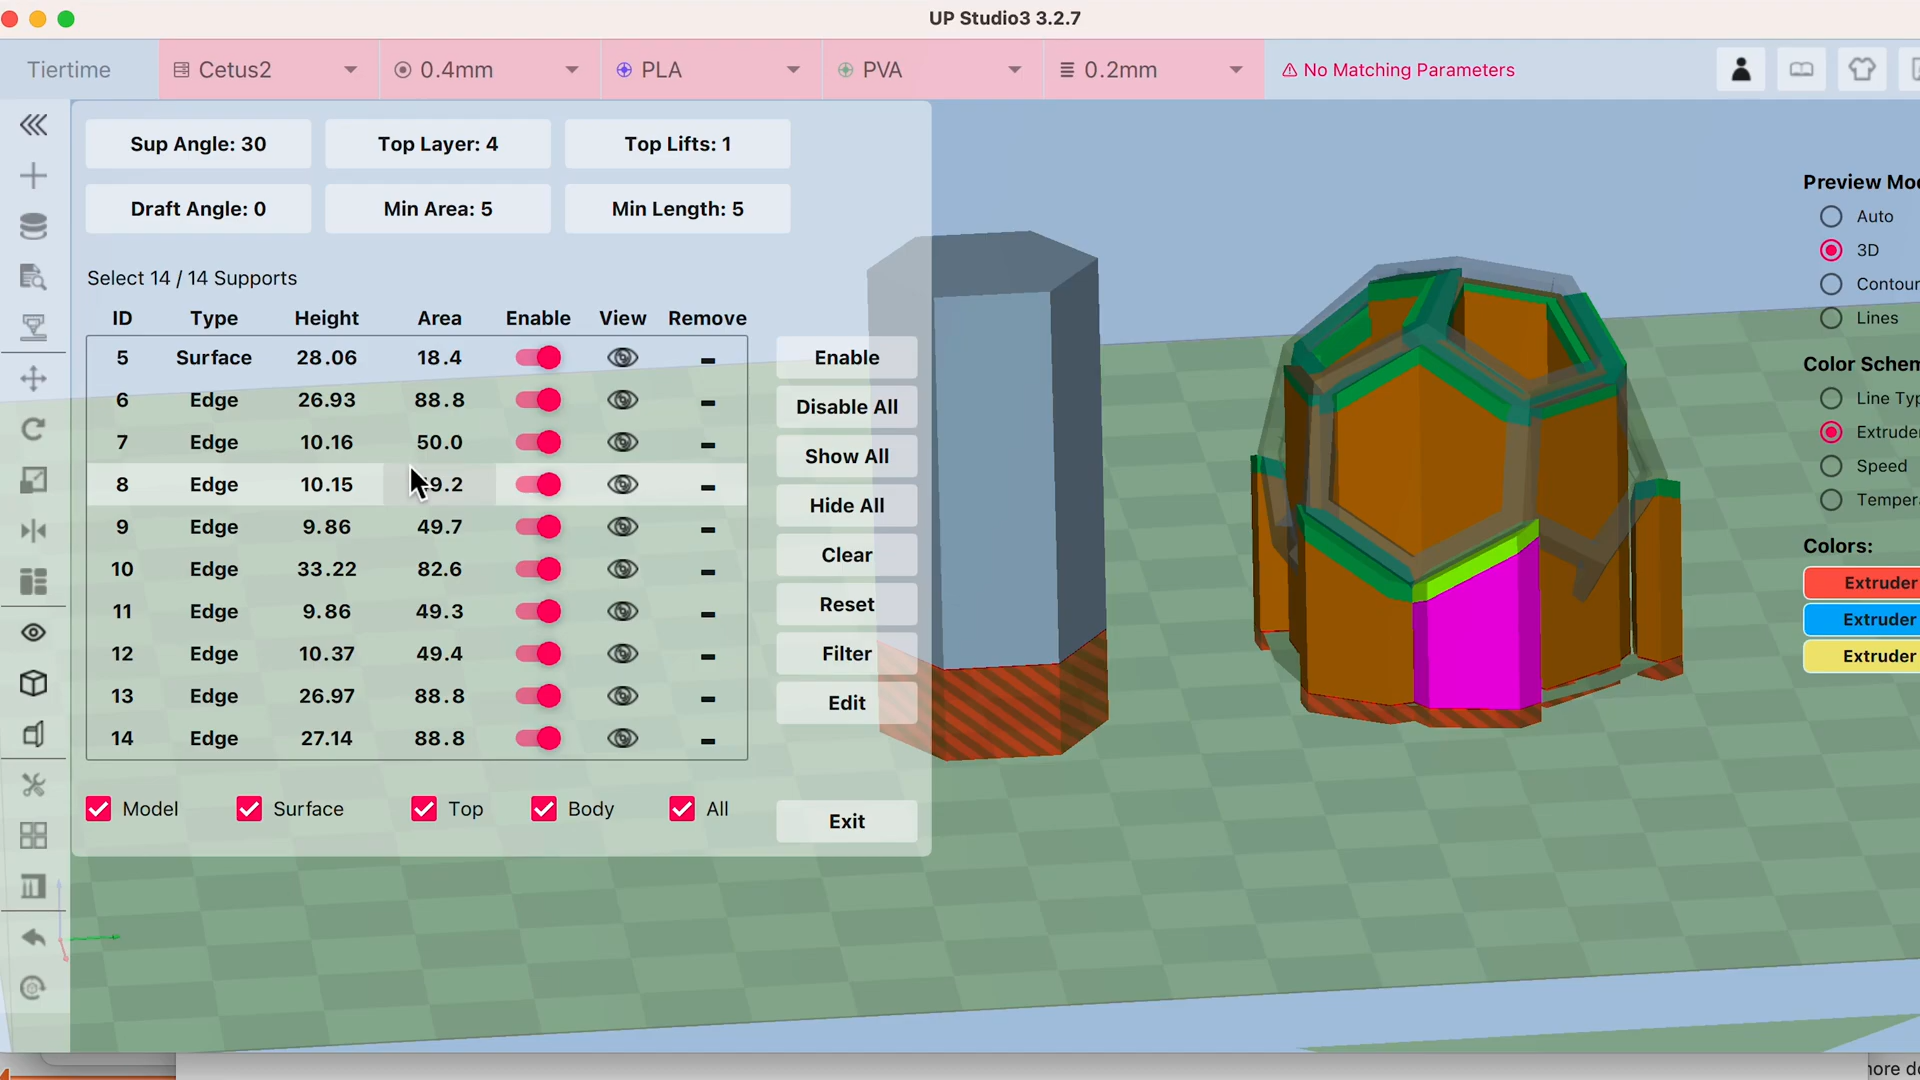 UP Studio3 3.2.7
Tiertime
Cetus2
0.4mm
PLA
PVA
0.2mm
No Matching Parameters
Sup Angle: 30
Top Layer: 4
Top Lifts: 1
Draft Angle: 0
Min Area: 5
Min Length: 5
Select 14 / 14 Supports
ID Type Height Area Enable View Remove
5 Surface 28.06 18.4
6 Edge 26.93 88.8
7 Edge 10.16 50.0
8 Edge 10.15 9.2
9 Edge 9.86 49.7
10 Edge 33.22 82.6
11 Edge 9.86 49.3
12 Edge 10.37 49.4
13 Edge 26.97 88.8
14 Edge 27.14 88.8
Enable
Disable All
Show All
Hide All
Clear
Reset
Filter
Edit
Model
Surface
Top
Body
All
Exit
Preview Mo
Auto
3D
Contour
Lines
Color Schem
Line Typ
Extruder
Speed
Temper
Colors:
Extruder
Extruder
Extruder
ore do